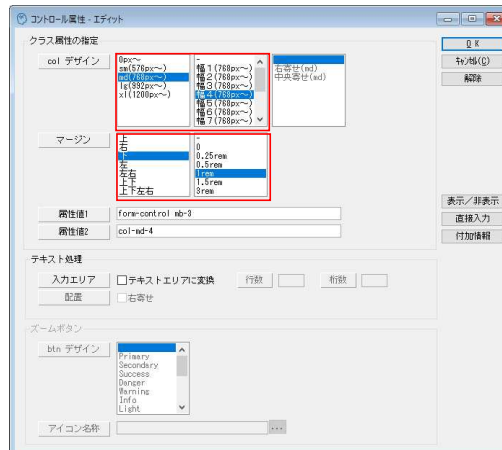 コントロール属性 - エディット
クラス属性の指定
col デザイン
0px～
sm(576px～)
md(768px～)
lg(992px～)
xl(1200px～)
-
幅1(768px～)
幅2(768px～)
幅3(768px～)
幅4(768px～)
幅5(768px～)
幅6(768px～)
幅7(768px～)
右寄せ(md)
中央寄せ(md)
OK
ｷｬﾝｾﾙ(C)
解除
マージン
上
右
下
左
左右
上下
上下左右
-
0
0.25rem
0.5rem
1rem
1.5rem
3rem
表示／非表示
直接入力
付加情報
属性値1 form-control mb-3
属性値2 col-md-4
テキスト処理
入力エリア テキストエリアに変換 行数 桁数
配置 右寄せ
ズームボタン
btn デザイン
Primary
Secondary
Success
Danger
Warning
Info
Light
アイコン名称 ...